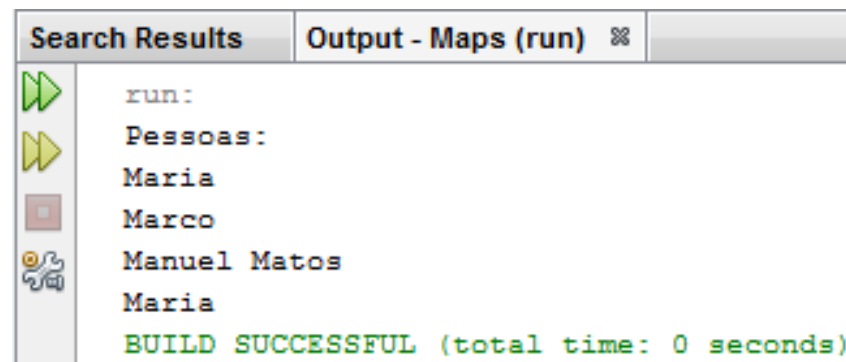 Search Results
Output - Maps (run)
run:
Pessoas:
Maria
Marco
Manuel Matos
Maria
BUILD SUCCESSFUL (total time: 0 seconds)